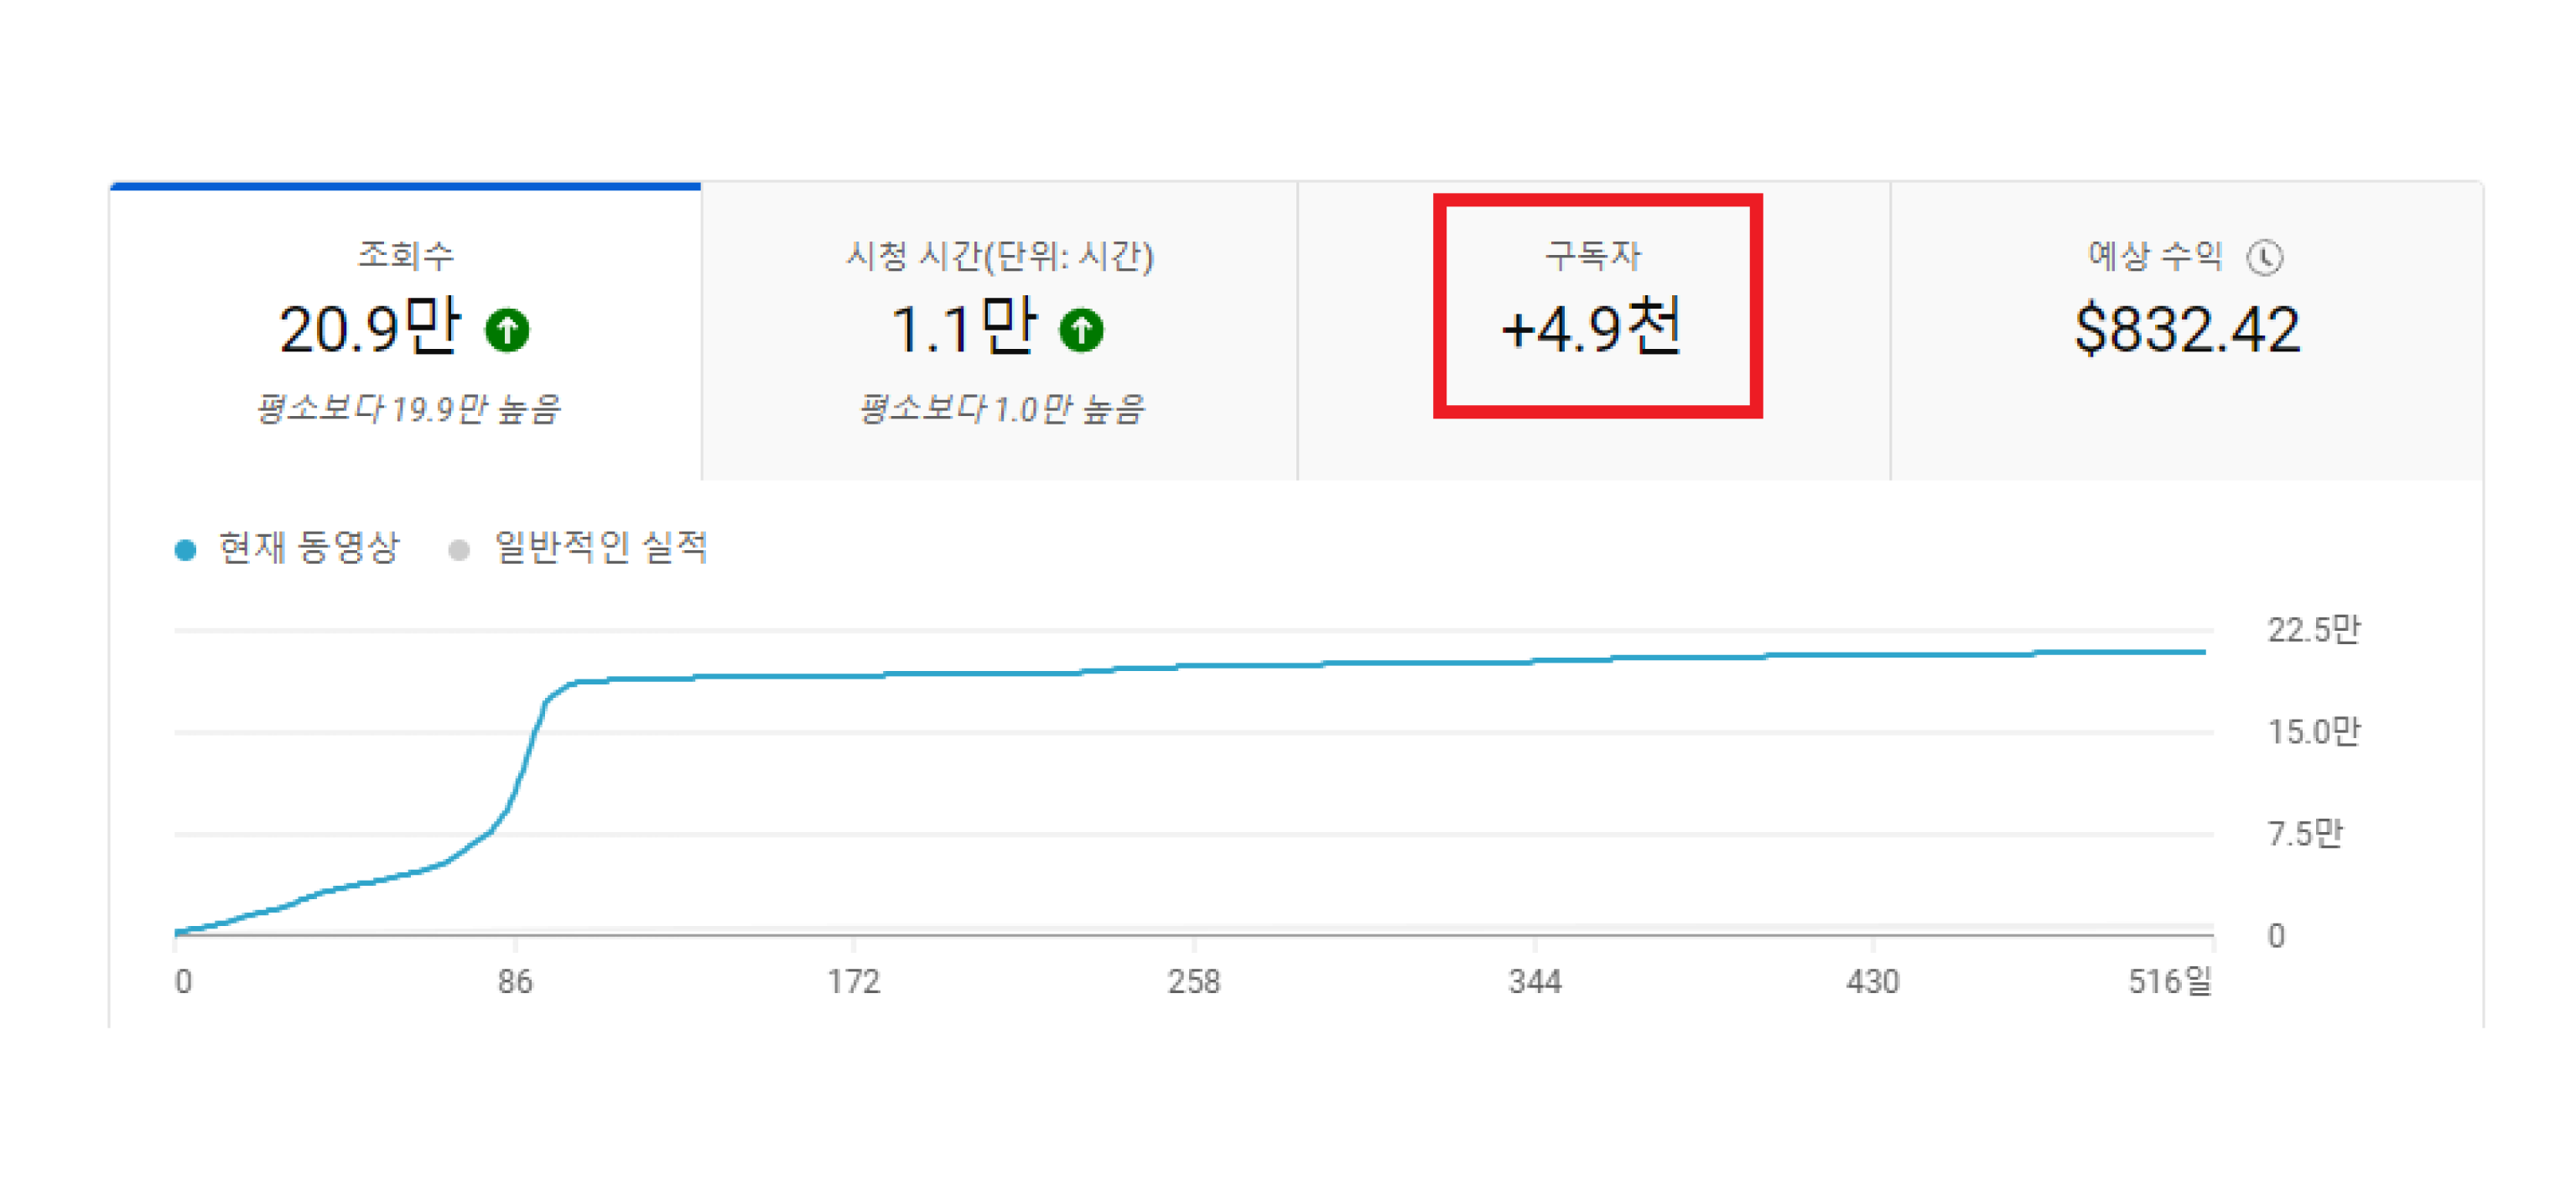 조회수
20.9만
평소보다 19.9만 높음
시청 시간(단위: 시간)
1.1만
평소보다 1.0만 높음
구독자
+4.9천
예상 수익
$832.42
현재 동영상
일반적인 실적
22.5만
15.0만
7.5만
0
0 86 172 258 344 430 516일